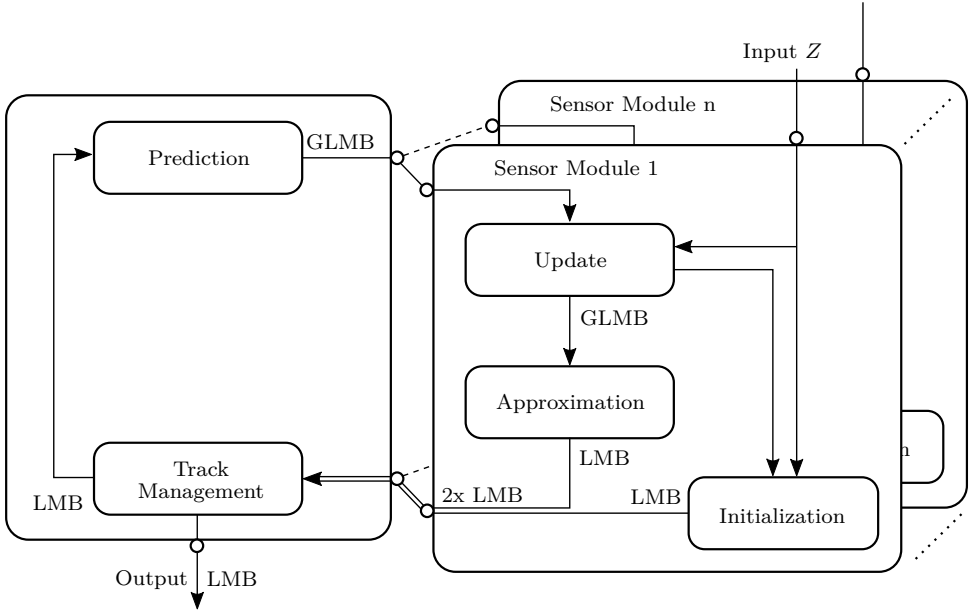 Input Z
Sensor Module n
Prediction
GLMB
Sensor Module 1
Update
GLMB
Approximation
LMB
n
Track
Management
LMB
2x LMB
LMB
Initialization
Output
LMB